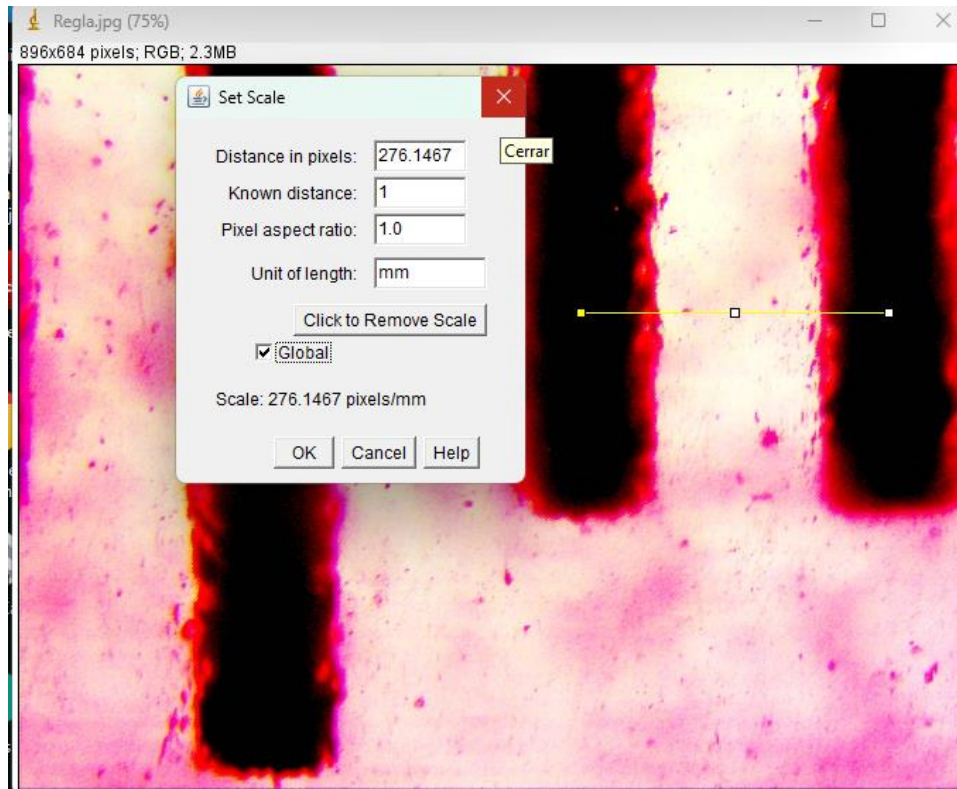 Regla.jpg (75%)
896x684 pixels; RGB; 2.3MB
Set Scale
Cerrar
Distance in pixels: 276.1467
Known distance: 1
Pixel aspect ratio: 1.0
Unit of length: mm
Click to Remove Scale
Global
Scale: 276.1467 pixels/mm
OK Cancel Help